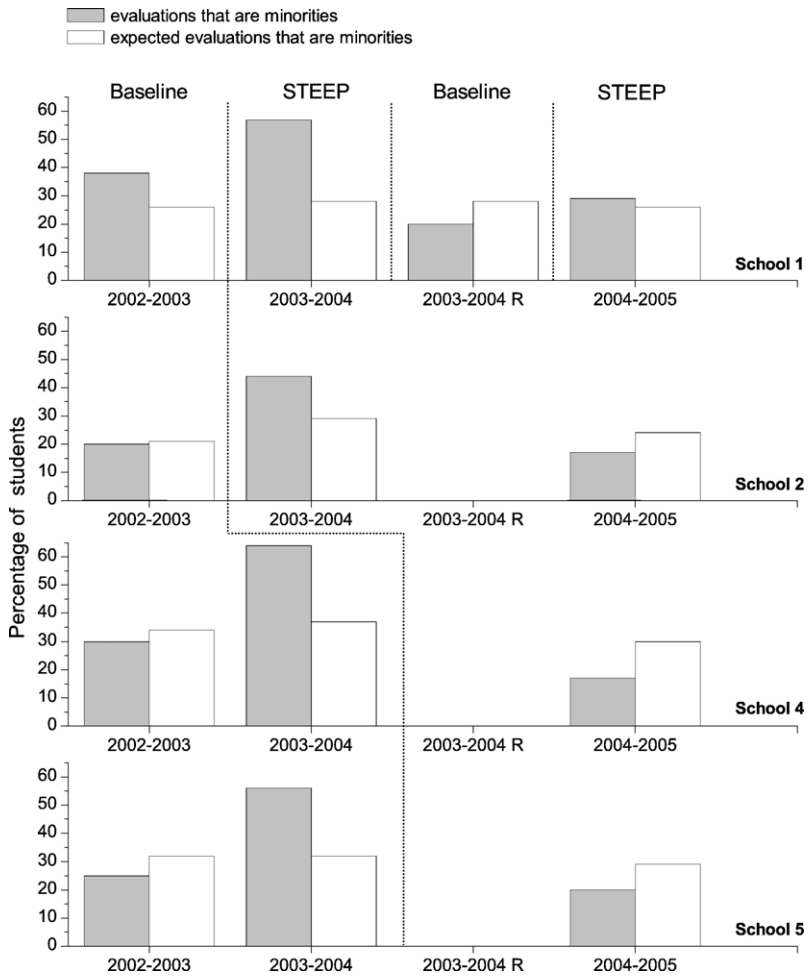 evaluations that are minorities
expected evaluations that are minorities
Baseline STEEP Baseline STEEP
60
50
40
30
20
10
0
School 1
2002-2003 2003-2004 2003-2004 R 2004-2005
60
50
40
30
20
10
0
School 2
2002-2003 2003-2004 2003-2004 R 2004-2005
Percentage of students
60
50
40
30
20
10
0
School 4
2002-2003 2003-2004 2003-2004 R 2004-2005
60
50
40
30
20
10
0
School 5
2002-2003 2003-2004 2003-2004 R 2004-2005